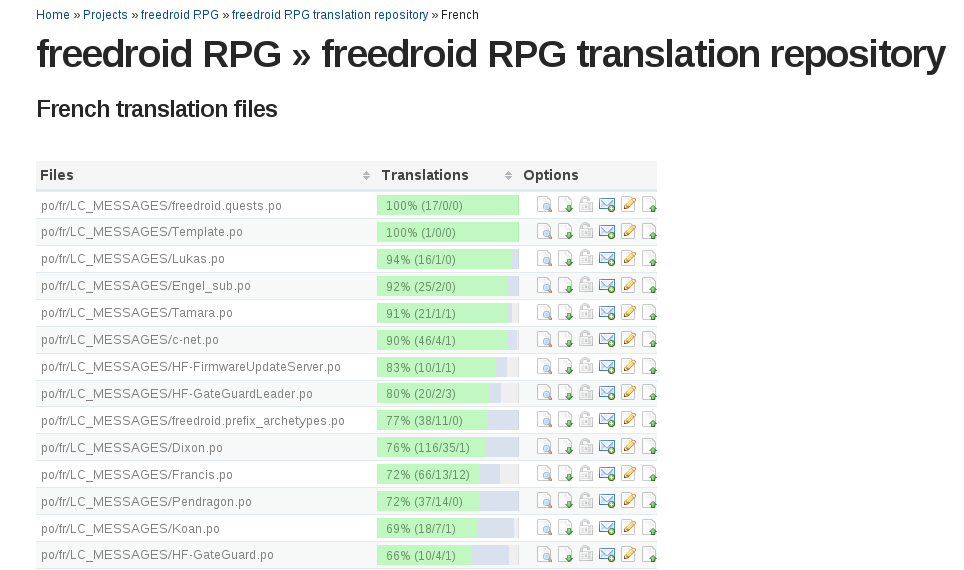 Home » Projects » freedroid RPG » freedroid RPG translation repository » French
freedroid RPG » freedroid RPG translation repository
French translation files
Files Translations Options
po/fr/LC_MESSAGES/freedroid.quests.po 100% (17/0/0)
po/fr/LC_MESSAGES/Template.po 100% (1/0/0)
po/fr/LC_MESSAGES/Lukas.po 94% (16/1/0)
po/fr/LC_MESSAGES/Engel_sub.po 92% (25/2/0)
po/fr/LC_MESSAGES/Tamara.po 91% (21/1/1)
po/fr/LC_MESSAGES/c-net.po 90% (46/4/1)
po/fr/LC_MESSAGES/HF-FirmwareUpdateServer.po 83% (10/1/1)
po/fr/LC_MESSAGES/HF-GateGuardLeader.po 80% (20/2/3)
po/fr/LC_MESSAGES/freedroid.prefix_archetypes.po 77% (38/11/0)
po/fr/LC_MESSAGES/Dixon.po 76% (116/35/1)
po/fr/LC_MESSAGES/Francis.po 72% (66/13/12)
po/fr/LC_MESSAGES/Pendragon.po 72% (37/14/0)
po/fr/LC_MESSAGES/Koan.po 69% (18/7/1)
po/fr/LC_MESSAGES/HF-GateGuard.po 66% (10/4/1)